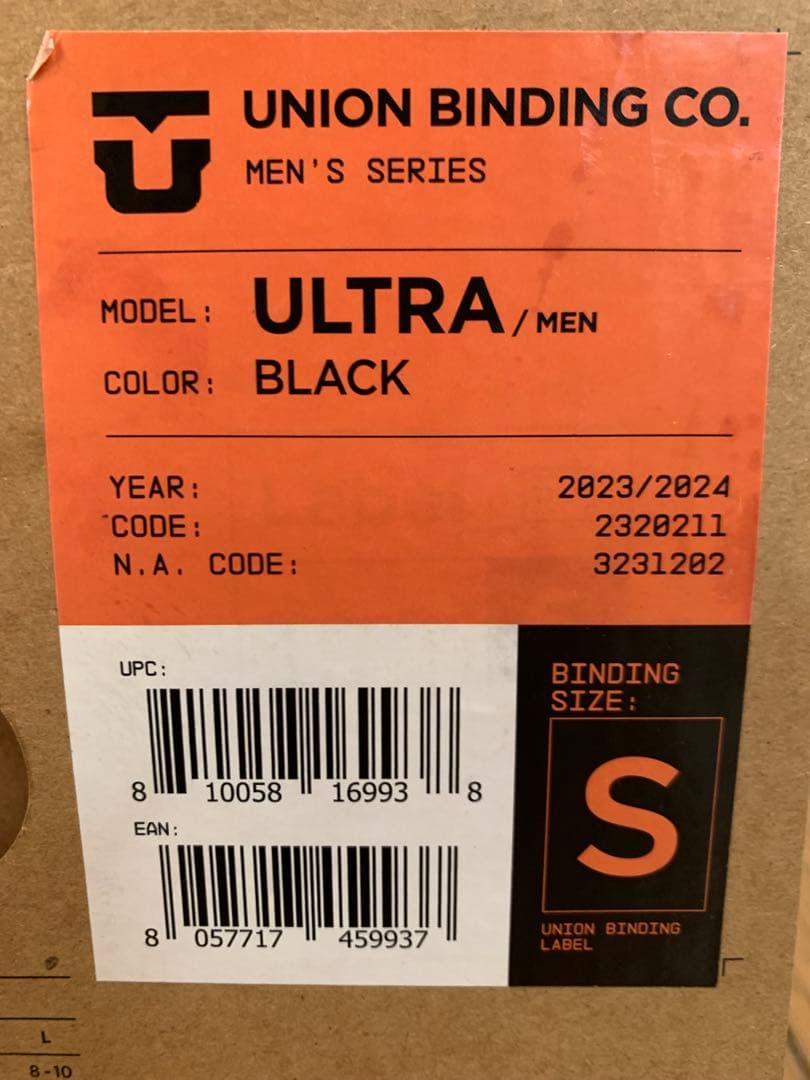 UNION BINDING CO.
MEN'S SERIES
MODEL: ULTRA / MEN
COLOR: BLACK
YEAR: 2023/2024
CODE: 2320211
N.A. CODE: 3231202
UPC:
8 10058 16993 8
EAN:
8 057717 459937
BINDING
SIZE:
S
UNION BINDING
LABEL
L
8-10